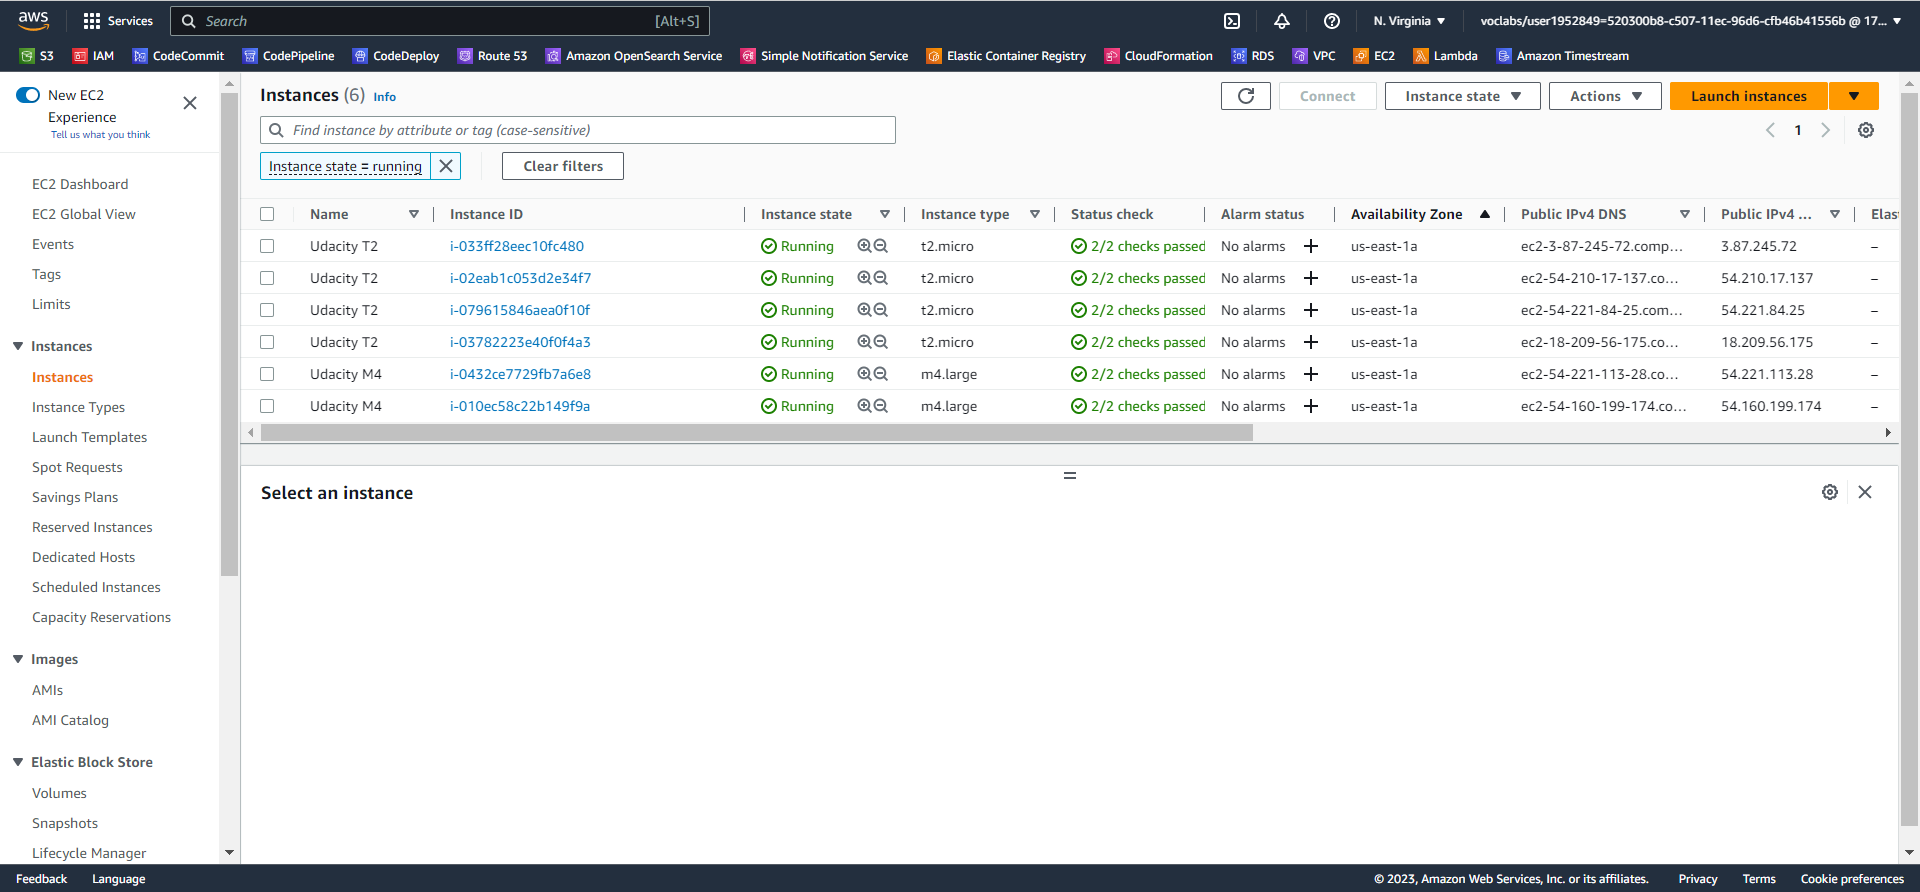 aws Services Search [Alt+S] N. Virginia voclabs/user1952849=520300b8-c507-11ec-96d6-cfb46b41556b @ 17...
S3 IAM CodeCommit CodePipeline CodeDeploy Route 53 Amazon OpenSearch Service Simple Notification Service Elastic Container Registry CloudFormation RDS VPC EC2 Lambda Amazon Timestream
New EC2
Experience
Tell us what you think
EC2 Dashboard
EC2 Global View
Events
Tags
Limits
Instances
Instances
Instance Types
Launch Templates
Spot Requests
Savings Plans
Reserved Instances
Dedicated Hosts
Scheduled Instances
Capacity Reservations
Images
AMIs
AMI Catalog
Elastic Block Store
Volumes
Snapshots
Lifecycle Manager
Instances (6) Info Connect Instance state Actions Launch instances
Find instance by attribute or tag (case-sensitive) 1
Instance state = running Clear filters
Name Instance ID Instance state Instance type Status check Alarm status Availability Zone Public IPv4 DNS Public IPv4 ... Elas
Udacity T2 i-033ff28eec10fc480 Running t2.micro 2/2 checks passed No alarms + us-east-1a ec2-3-87-245-72.comp... 3.87.245.72 –
Udacity T2 i-02eab1c053d2e34f7 Running t2.micro 2/2 checks passed No alarms + us-east-1a ec2-54-210-17-137.co... 54.210.17.137 –
Udacity T2 i-079615846aea0f10f Running t2.micro 2/2 checks passed No alarms + us-east-1a ec2-54-221-84-25.com... 54.221.84.25 –
Udacity T2 i-03782223e40f0f4a3 Running t2.micro 2/2 checks passed No alarms + us-east-1a ec2-18-209-56-175.co... 18.209.56.175 –
Udacity M4 i-0432ce7729fb7a6e8 Running m4.large 2/2 checks passed No alarms + us-east-1a ec2-54-221-113-28.co... 54.221.113.28 –
Udacity M4 i-010ec58c22b149f9a Running m4.large 2/2 checks passed No alarms + us-east-1a ec2-54-160-199-174.co... 54.160.199.174 –
Select an instance
Feedback Language © 2023, Amazon Web Services, Inc. or its affiliates. Privacy Terms Cookie preferences